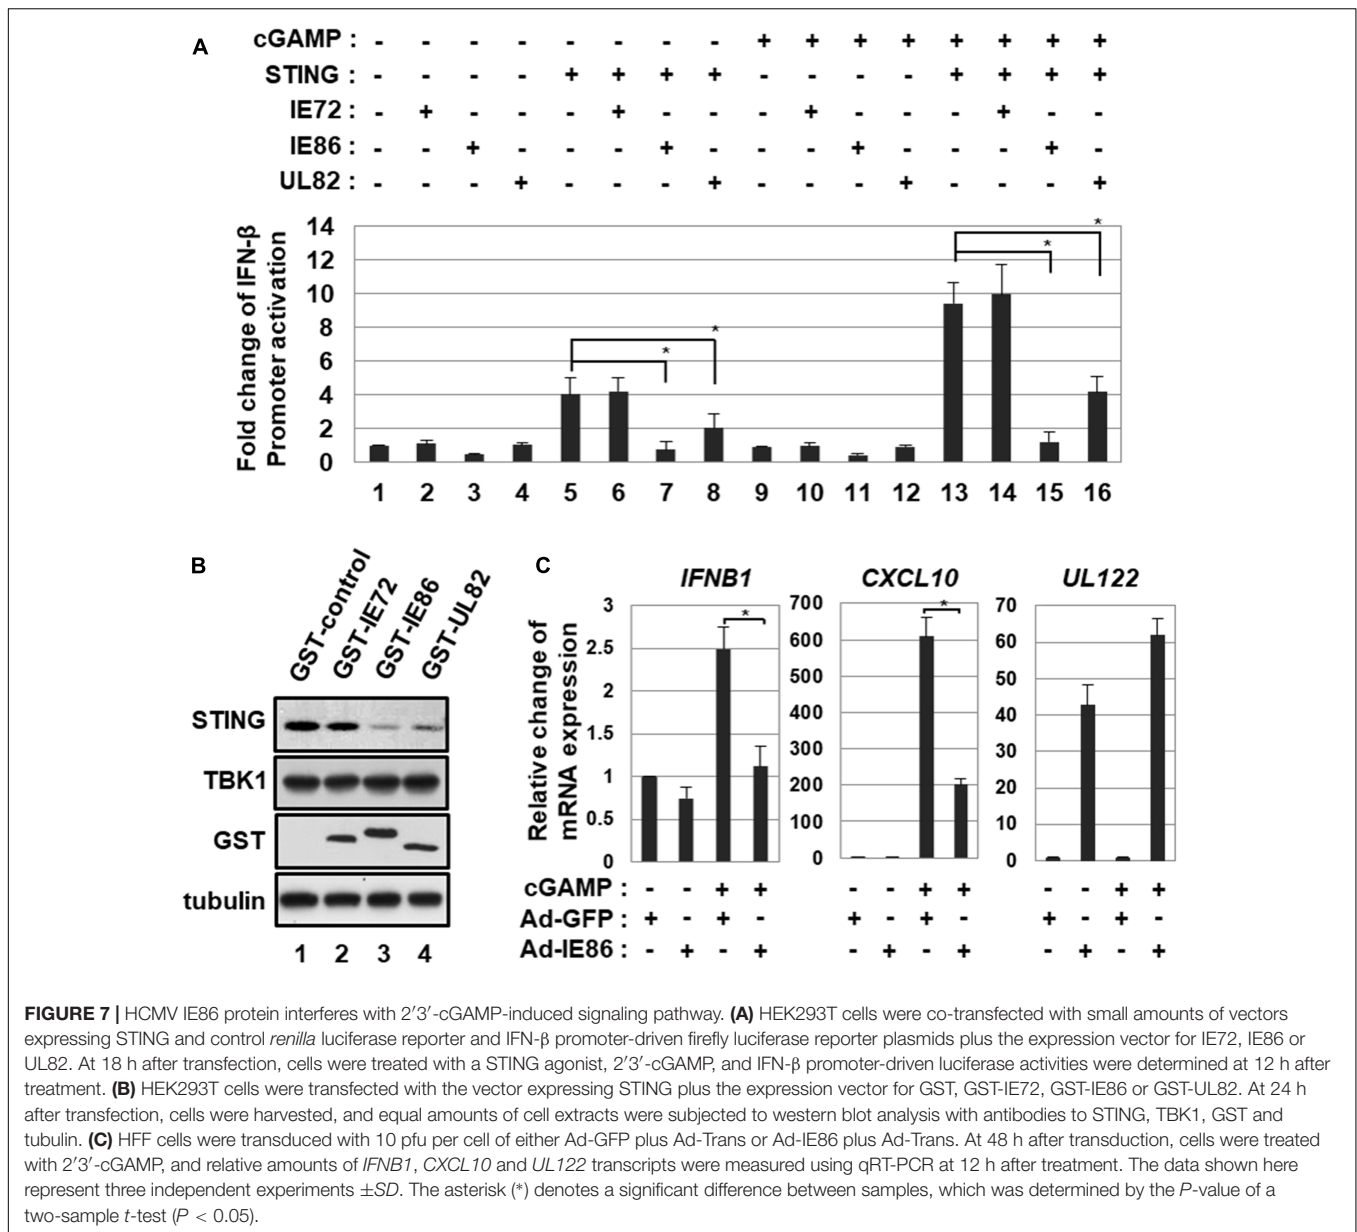 A
cGAMP : - - - - - - - - + + + + + + + +
STING : - - - - + + + + - - - - + + + +
IE72 : - + - - - + - - - + - - - + - -
IE86 : - - + - - - + - - - + - - - + -
UL82 : - - - + - - - + - - - + - - - +
Fold change of IFN-β
Promoter activation
14
12
10
8
6
4
2
0
* * * *
1 2 3 4 5 6 7 8 9 10 11 12 13 14 15 16
B
GST-control
GST-IE72
GST-IE86
GST-UL82
STING
TBK1
GST
tubulin
1 2 3 4
C
Relative change of
mRNA expression
IFNB1
3
2.5
2
1.5
1
0.5
0
*
CXCL10
700
600
500
400
300
200
100
0
*
UL122
70
60
50
40
30
20
10
0
cGAMP : - - + + - - + + - - + +
Ad-GFP : + - + - + - + - + - + -
Ad-IE86 : - + - + - + - + - + - +
FIGURE 7 | HCMV IE86 protein interferes with 2′3′-cGAMP-induced signaling pathway. (A) HEK293T cells were co-transfected with small amounts of vectors
expressing STING and control renilla luciferase reporter and IFN-β promoter-driven firefly luciferase reporter plasmids plus the expression vector for IE72, IE86 or
UL82. At 18 h after transfection, cells were treated with a STING agonist, 2′3′-cGAMP, and IFN-β promoter-driven luciferase activities were determined at 12 h after
treatment. (B) HEK293T cells were transfected with the vector expressing STING plus the expression vector for GST, GST-IE72, GST-IE86 or GST-UL82. At 24 h
after transfection, cells were harvested, and equal amounts of cell extracts were subjected to western blot analysis with antibodies to STING, TBK1, GST and
tubulin. (C) HFF cells were transduced with 10 pfu per cell of either Ad-GFP plus Ad-Trans or Ad-IE86 plus Ad-Trans. At 48 h after transduction, cells were treated
with 2′3′-cGAMP, and relative amounts of IFNB1, CXCL10 and UL122 transcripts were measured using qRT-PCR at 12 h after treatment. The data shown here
represent three independent experiments ±SD. The asterisk (*) denotes a significant difference between samples, which was determined by the P-value of a
two-sample t-test (P < 0.05).